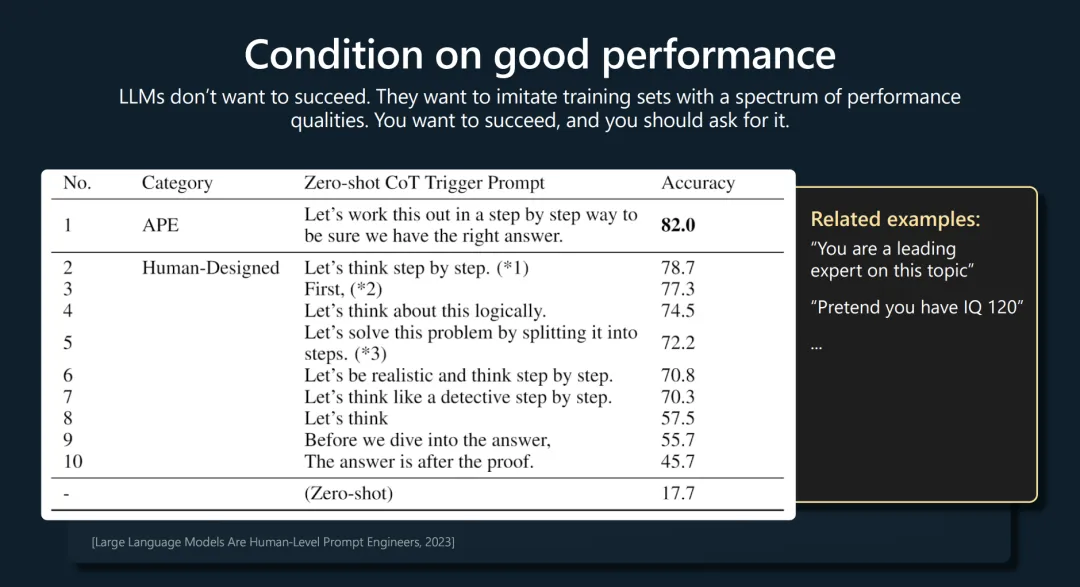 Condition on good performance
LLMs don't want to succeed. They want to imitate training sets with a spectrum of performance
qualities. You want to succeed, and you should ask for it.
No. Category Zero-shot CoT Trigger Prompt Accuracy
1 APE Let's work this out in a step by step way to
be sure we have the right answer. 82.0
2 Human-Designed Let's think step by step. (*1) 78.7
3 First, (*2) 77.3
4 Let's think about this logically. 74.5
5 Let's solve this problem by splitting it into
steps. (*3) 72.2
6 Let's be realistic and think step by step. 70.8
7 Let's think like a detective step by step. 70.3
8 Let's think 57.5
9 Before we dive into the answer, 55.7
10 The answer is after the proof. 45.7
- (Zero-shot) 17.7
Related examples:
"You are a leading
expert on this topic"
"Pretend you have IQ 120"
...
[Large Language Models Are Human-Level Prompt Engineers, 2023]